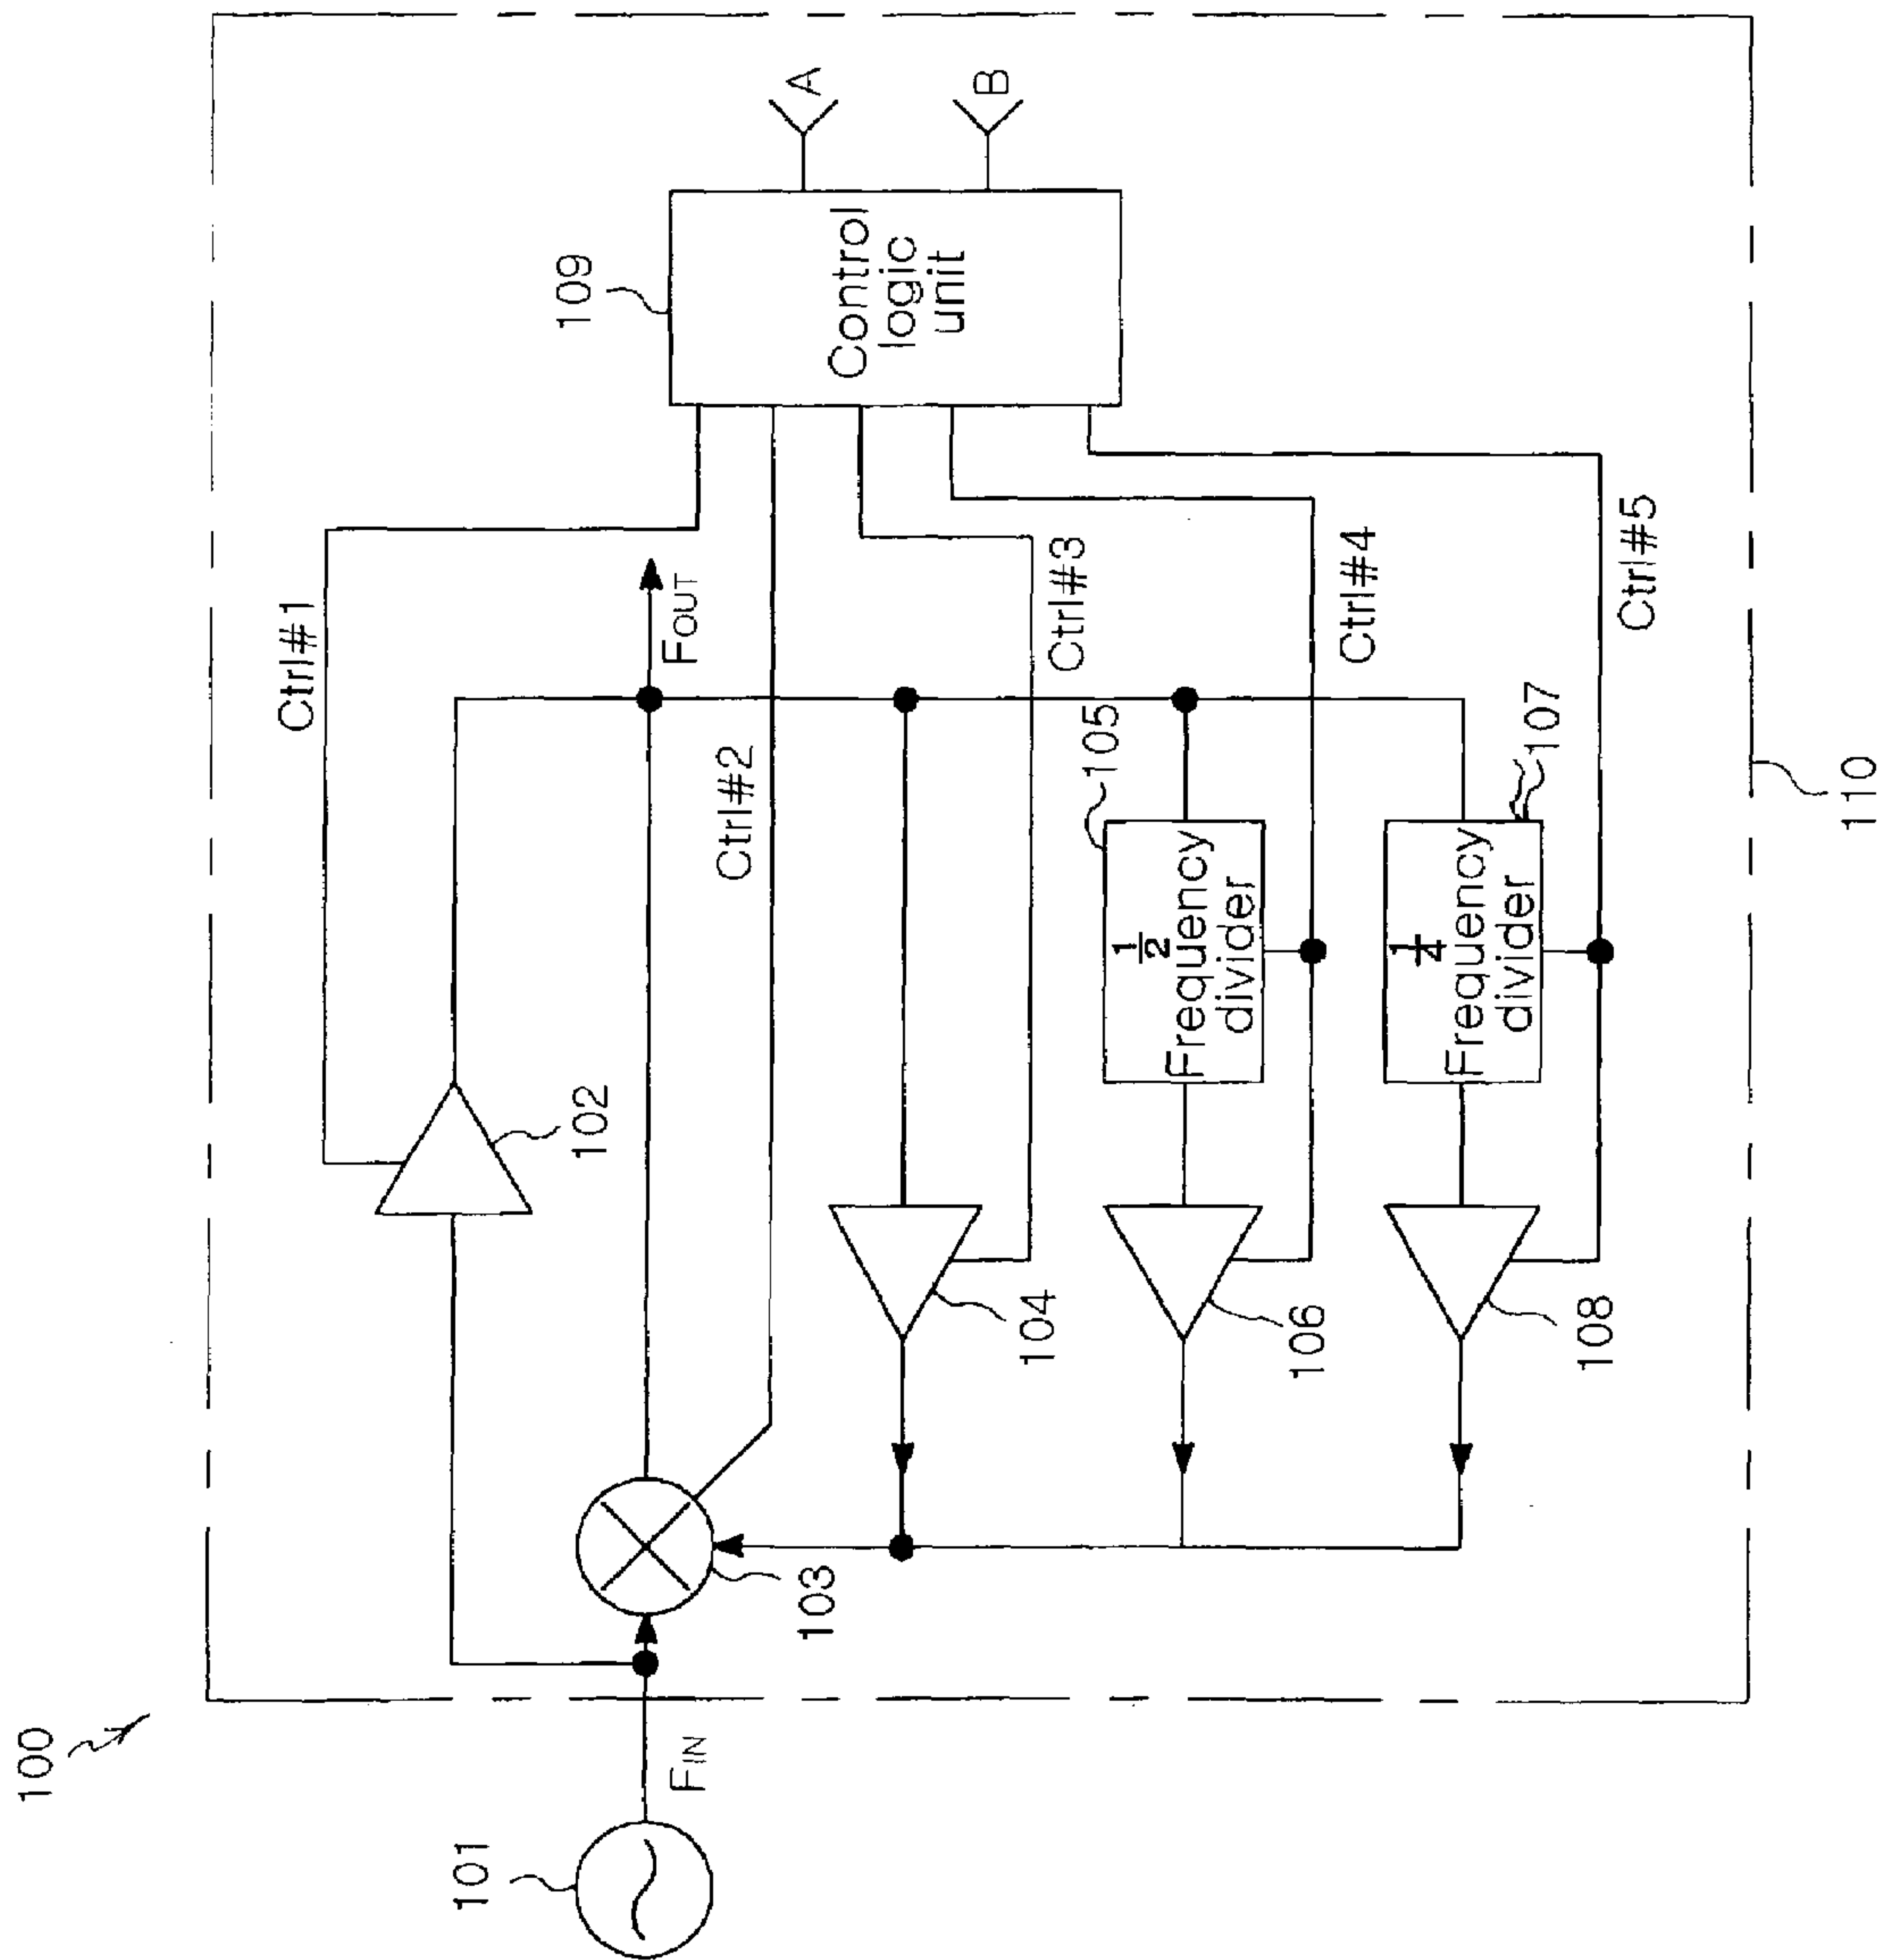 100
101
FIN
102
Ctrl#1
103
FOUT
Ctrl#2
109
Control
logic
unit
A
B
104
Ctrl#3
105
1/2
Frequency
divider
106
Ctrl#4
107
1/4
Frequency
divider
108
Ctrl#5
110